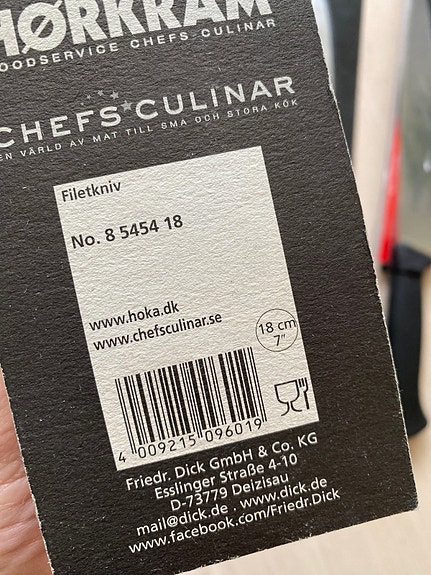 HØRKRAM
FOODSERVICE CHEFS CULINAR
CHEFS CULINAR
EN VÄRLD AV MAT TILL SMÅ OCH STORA KÖK
Filetkniv
No. 8 5454 18
www.hoka.dk
www.chefsculinar.se
18 cm
7"
4 009215 096019
Friedr. Dick GmbH & Co. KG
Esslinger Straße 4-10
D-73779 Deizisau
mail@dick.de . www.dick.de
www.facebook.com/Friedr.Dick